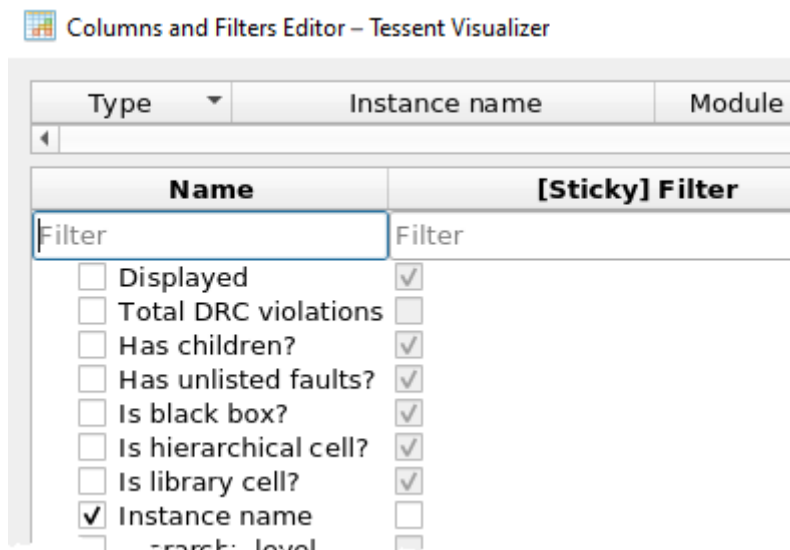 Columns and Filters Editor – Tessent Visualizer
Type Instance name Module
Name [Sticky] Filter
Filter Filter
Displayed
Total DRC violations
Has children?
Has unlisted faults?
Is black box?
Is hierarchical cell?
Is library cell?
Instance name
level